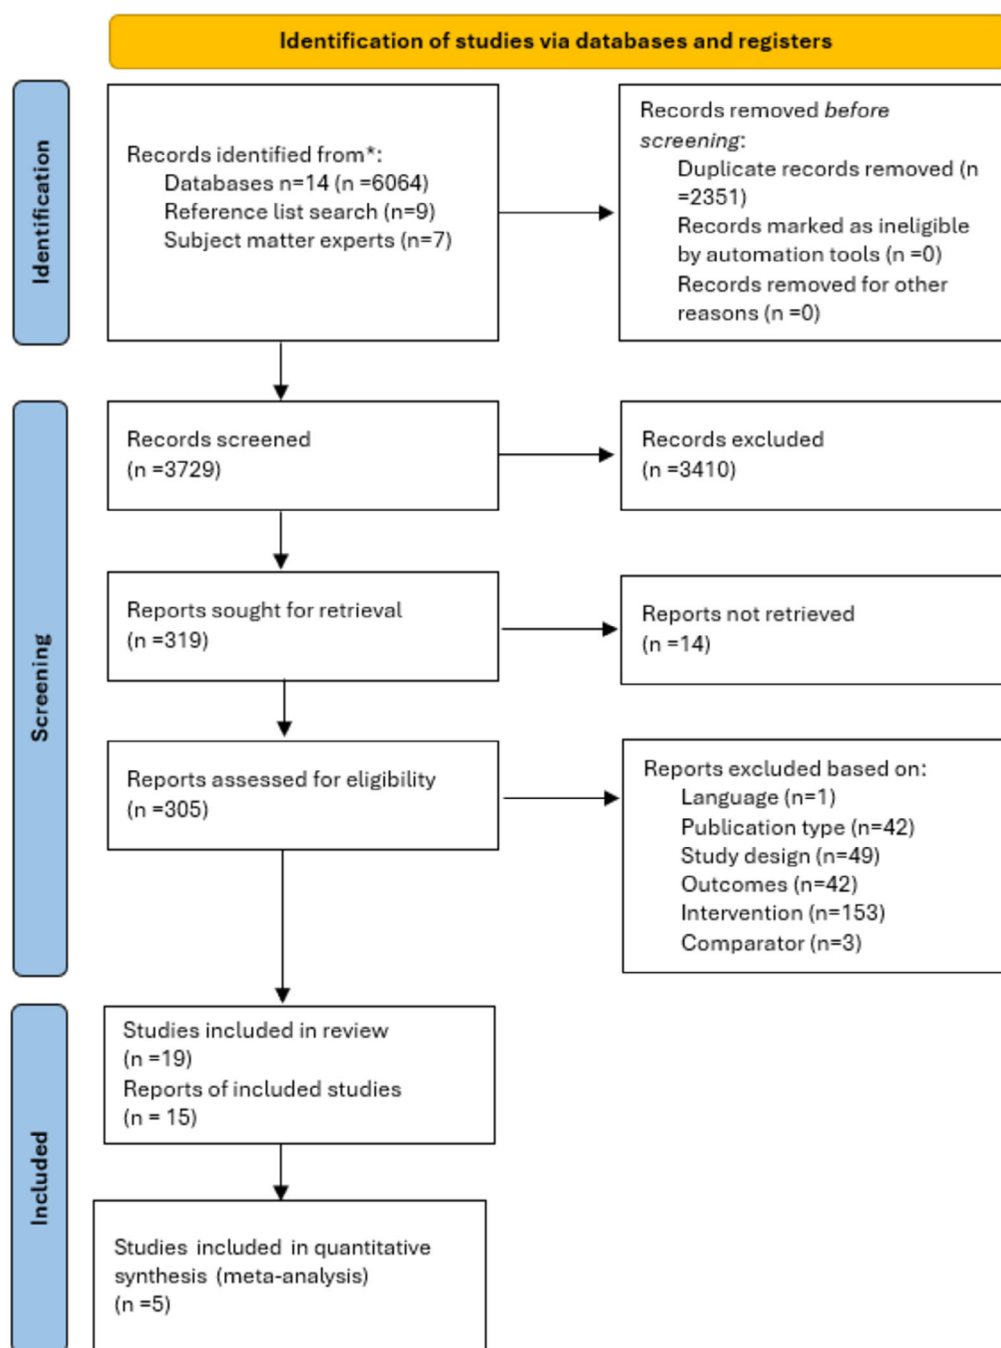 Identification of studies via databases and registers
Identification
Records identified from*:
Databases n=14 (n =6064)
Reference list search (n=9)
Subject matter experts (n=7)
Records removed before
screening:
Duplicate records removed (n
=2351)
Records marked as ineligible
by automation tools (n =0)
Records removed for other
reasons (n =0)
Screening
Records screened
(n =3729)
Records excluded
(n =3410)
Reports sought for retrieval
(n =319)
Reports not retrieved
(n =14)
Reports assessed for eligibility
(n =305)
Reports excluded based on:
Language (n=1)
Publication type (n=42)
Study design (n=49)
Outcomes (n=42)
Intervention (n=153)
Comparator (n=3)
Included
Studies included in review
(n =19)
Reports of included studies
(n = 15)
Studies included in quantitative
synthesis (meta-analysis)
(n =5)